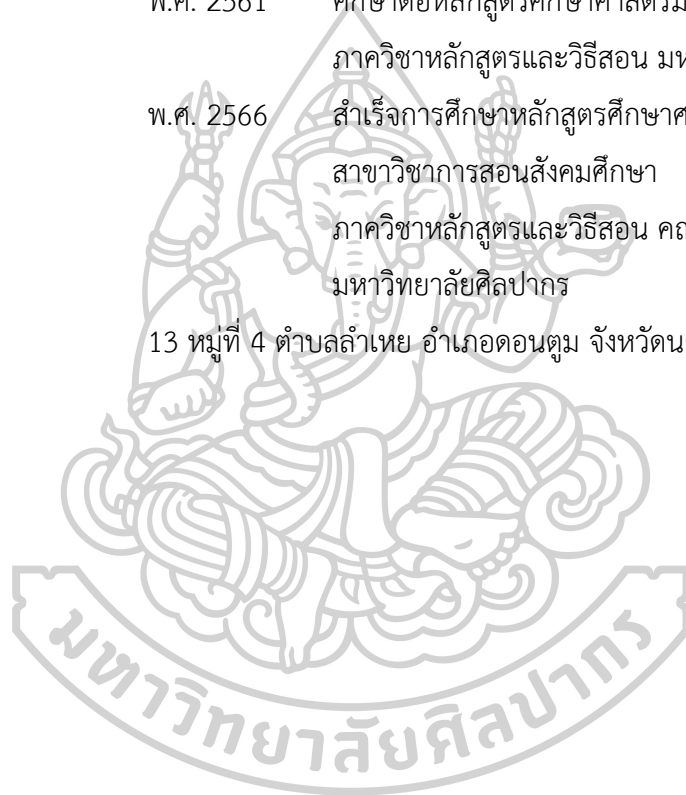 พ.ศ. 2561 ศึกษาต่อหลักสูตรศึกษาศาสตรม
ภาควิชาหลักสูตรและวิธีสอน มห
พ.ศ. 2566 สำเร็จการศึกษาหลักสูตรศึกษาศ
สาขาวิชาการสอนสังคมศึกษา
ภาควิชาหลักสูตรและวิธีสอน คณ
มหาวิทยาลัยศิลปากร
13 หมู่ที่ 4 ตำบลลำเหย อำเภอดอนตูม จังหวัดน
มหาวิทยาลัยศิลปากร